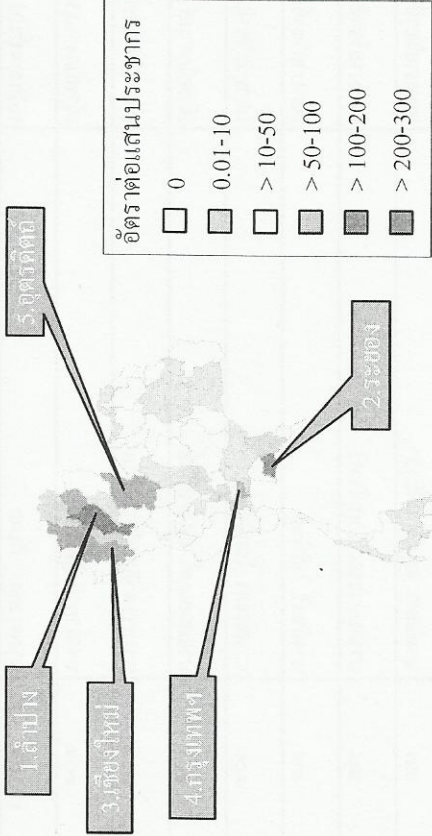 1.ลำปาง
3.เชียงใหม่
4.กรุงเทพฯ
5.อุตรดิตถ์
2.ระยอง
อัตราต่อแสนประชากร
0
0.01-10
> 10-50
> 50-100
> 100-200
> 200-300